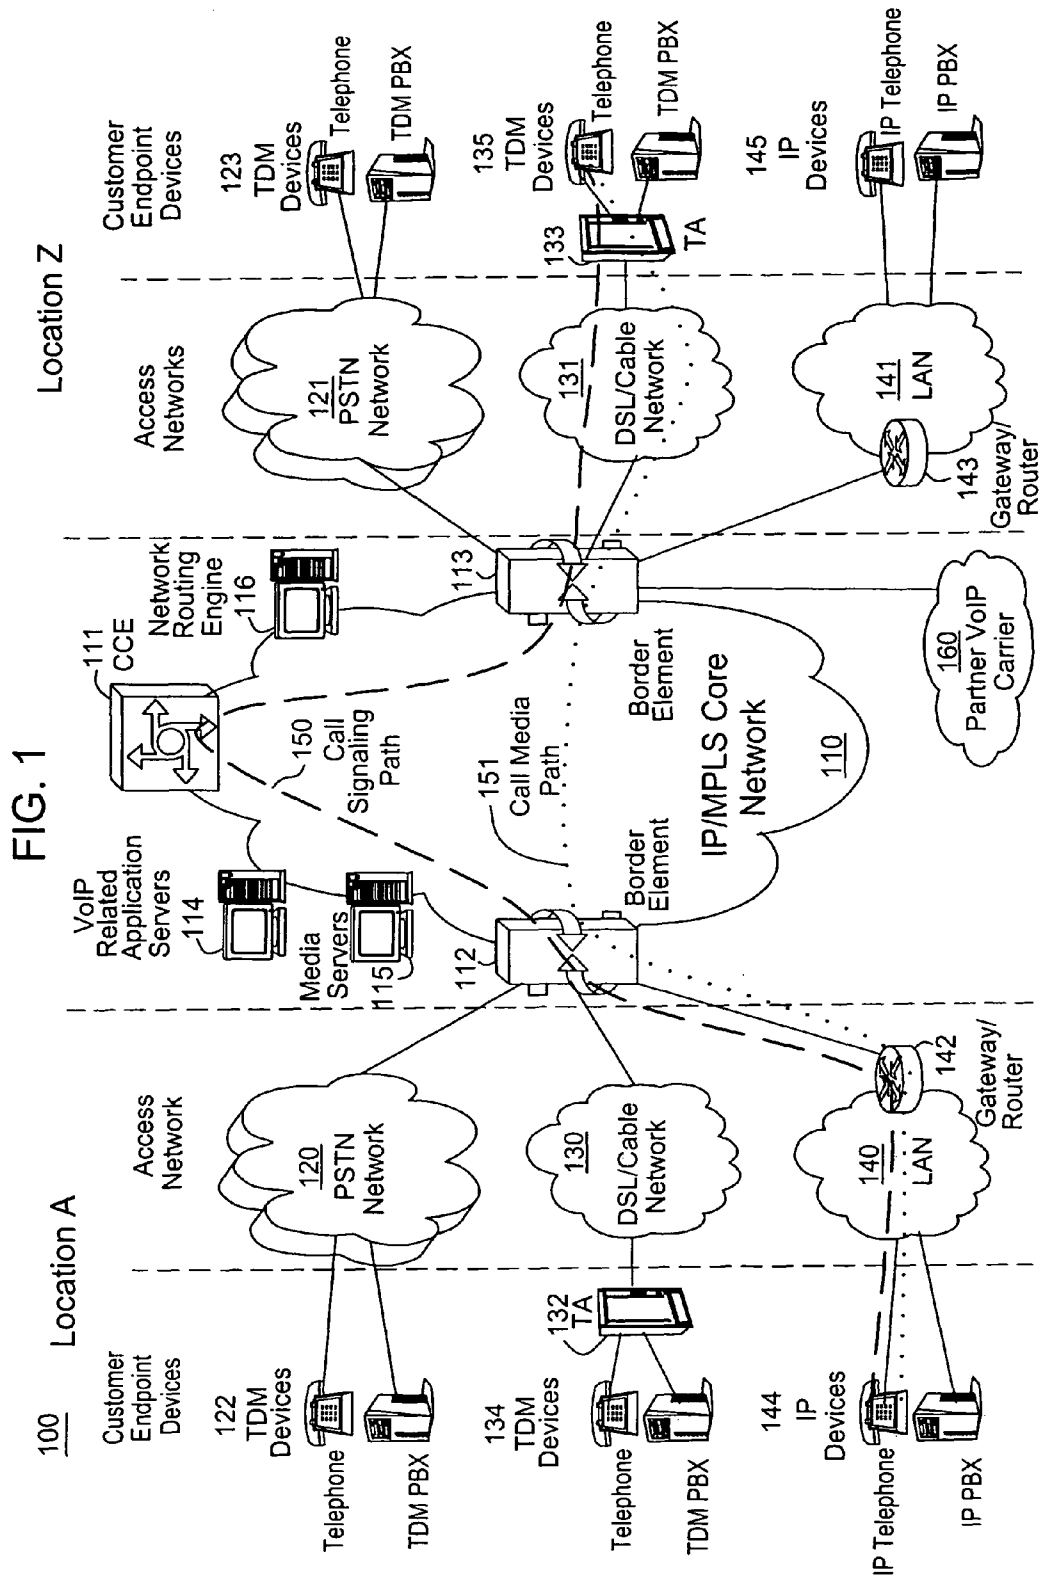 FIG. 1
100
Location A
Location Z
Customer
Endpoint
Devices
Access
Network
VoIP
Related
Application
Servers
114
Media
Servers
115
111
CCE
Network
Routing
Engine
116
Access
Networks
Customer
Endpoint
Devices
122
TDM
Devices
Telephone
TDM PBX
120
PSTN
Network
112
150
Call
Signaling
Path
113
121
PSTN
Network
123
TDM
Devices
Telephone
TDM PBX
134
TDM
Devices
Telephone
TDM PBX
132
TA
130
DSL/Cable
Network
151
Call Media
Path
Border
Element
Border
Element
131
DSL/Cable
Network
133
TA
135
TDM
Devices
Telephone
TDM PBX
IP/MPLS Core
Network
110
144
IP
Devices
IP Telephone
IP PBX
140
LAN
142
Gateway/
Router
160
Partner VoIP
Carrier
141
LAN
143
Gateway/
Router
145
IP
Devices
IP Telephone
IP PBX